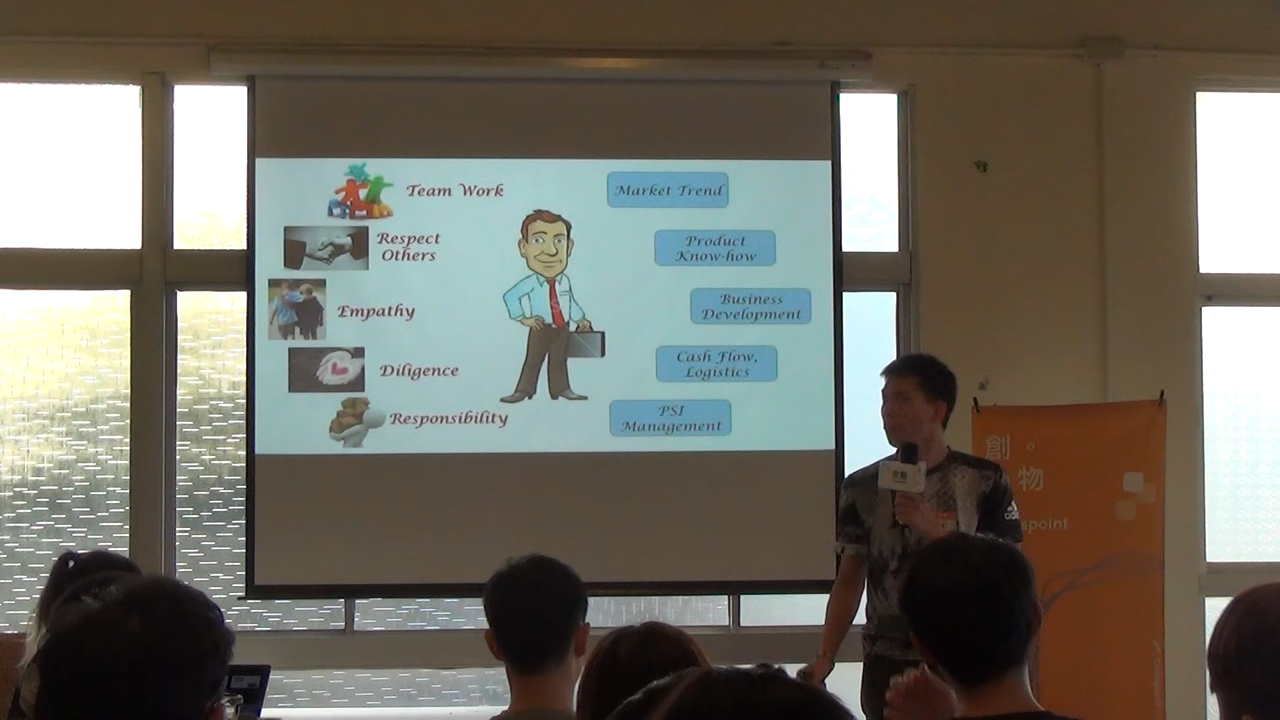 Team Work
Respect
Others
Empathy
Diligence
Responsibility
Market Trend
Product
Know-how
Business
Development
Cash Flow,
Logistics
PSI
Management
創。
物
spoint